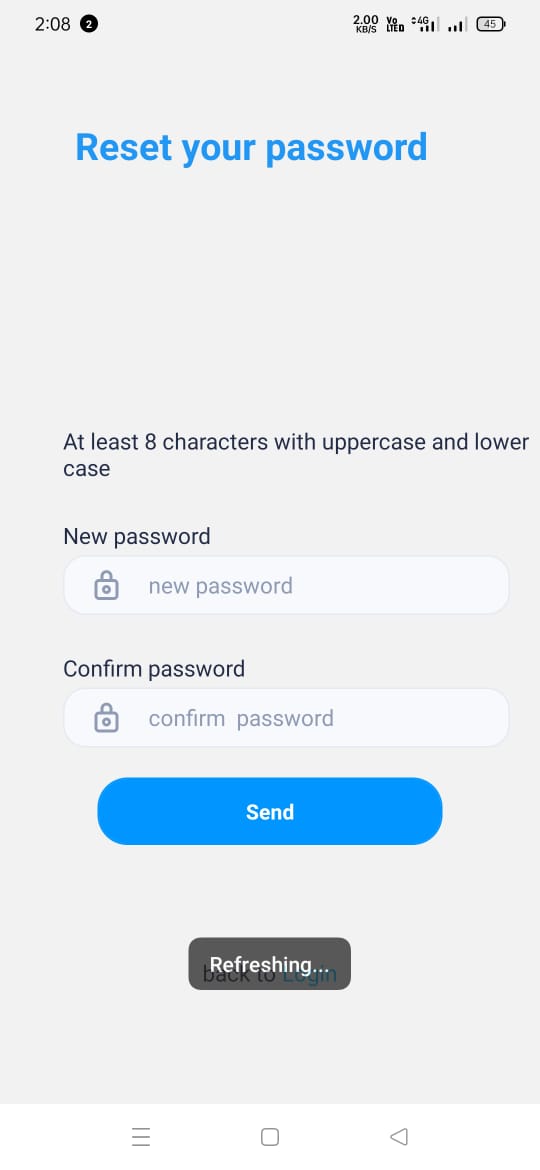 2:08 2 2.00 KB/S Vo LTED 4G 45
Reset your password
At least 8 characters with uppercase and lower
case
New password
new password
Confirm password
confirm  password
Send
Refreshing...
back to Login